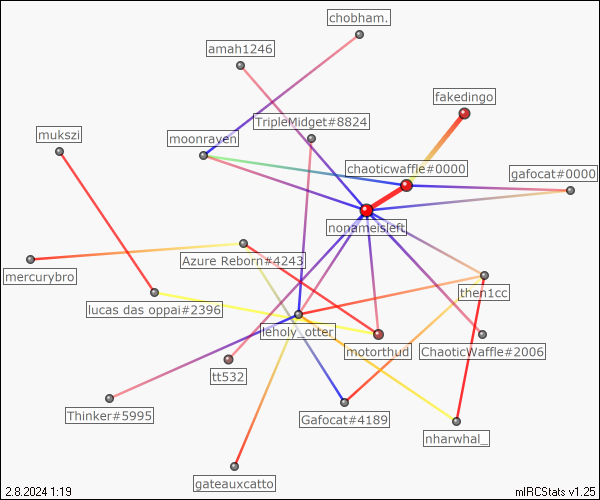 chobham.
amah1246
fakedingo
TripleMidget#8824
mukszi
moonraven
chaoticwaffle#0000
gafocat#0000
nonameisleft
Azure Reborn#4243
mercurybro
then1cc
lucas das oppai#2396
leholy_otter
motorthud
ChaoticWaffle#2006
tt532
Thinker#5995
Gafocat#4189
nharwhal_
gateauxcatto
2.8.2024 1:19
mIRCStats v1.25